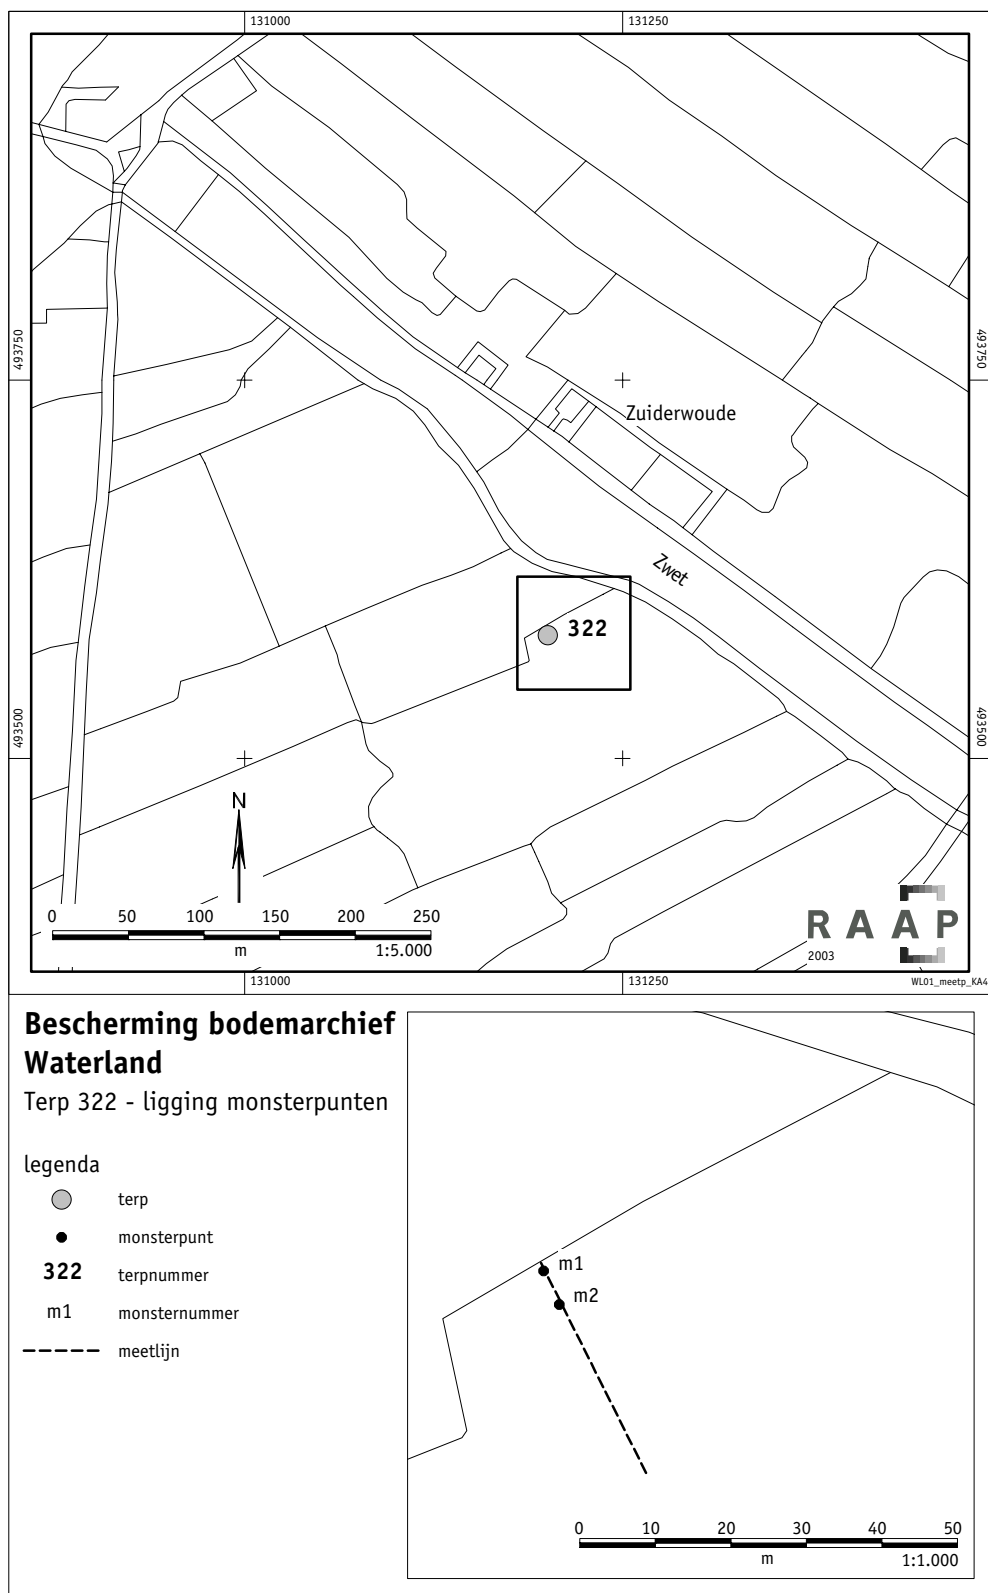 131000
131250
493750
493750
Zuiderwoude
Zwet
322
493500
493500
N
0 50 100 150 200 250
m 1:5.000
RAAP
2003
131000
131250
WL01_meetp_KA4
Bescherming bodemarchief
Waterland
Terp 322 - ligging monsterpunten
legenda
terp
monsterpunt
322 terpnummer
m1 monsternummer
meetlijn
m1
m2
0 10 20 30 40 50
m 1:1.000